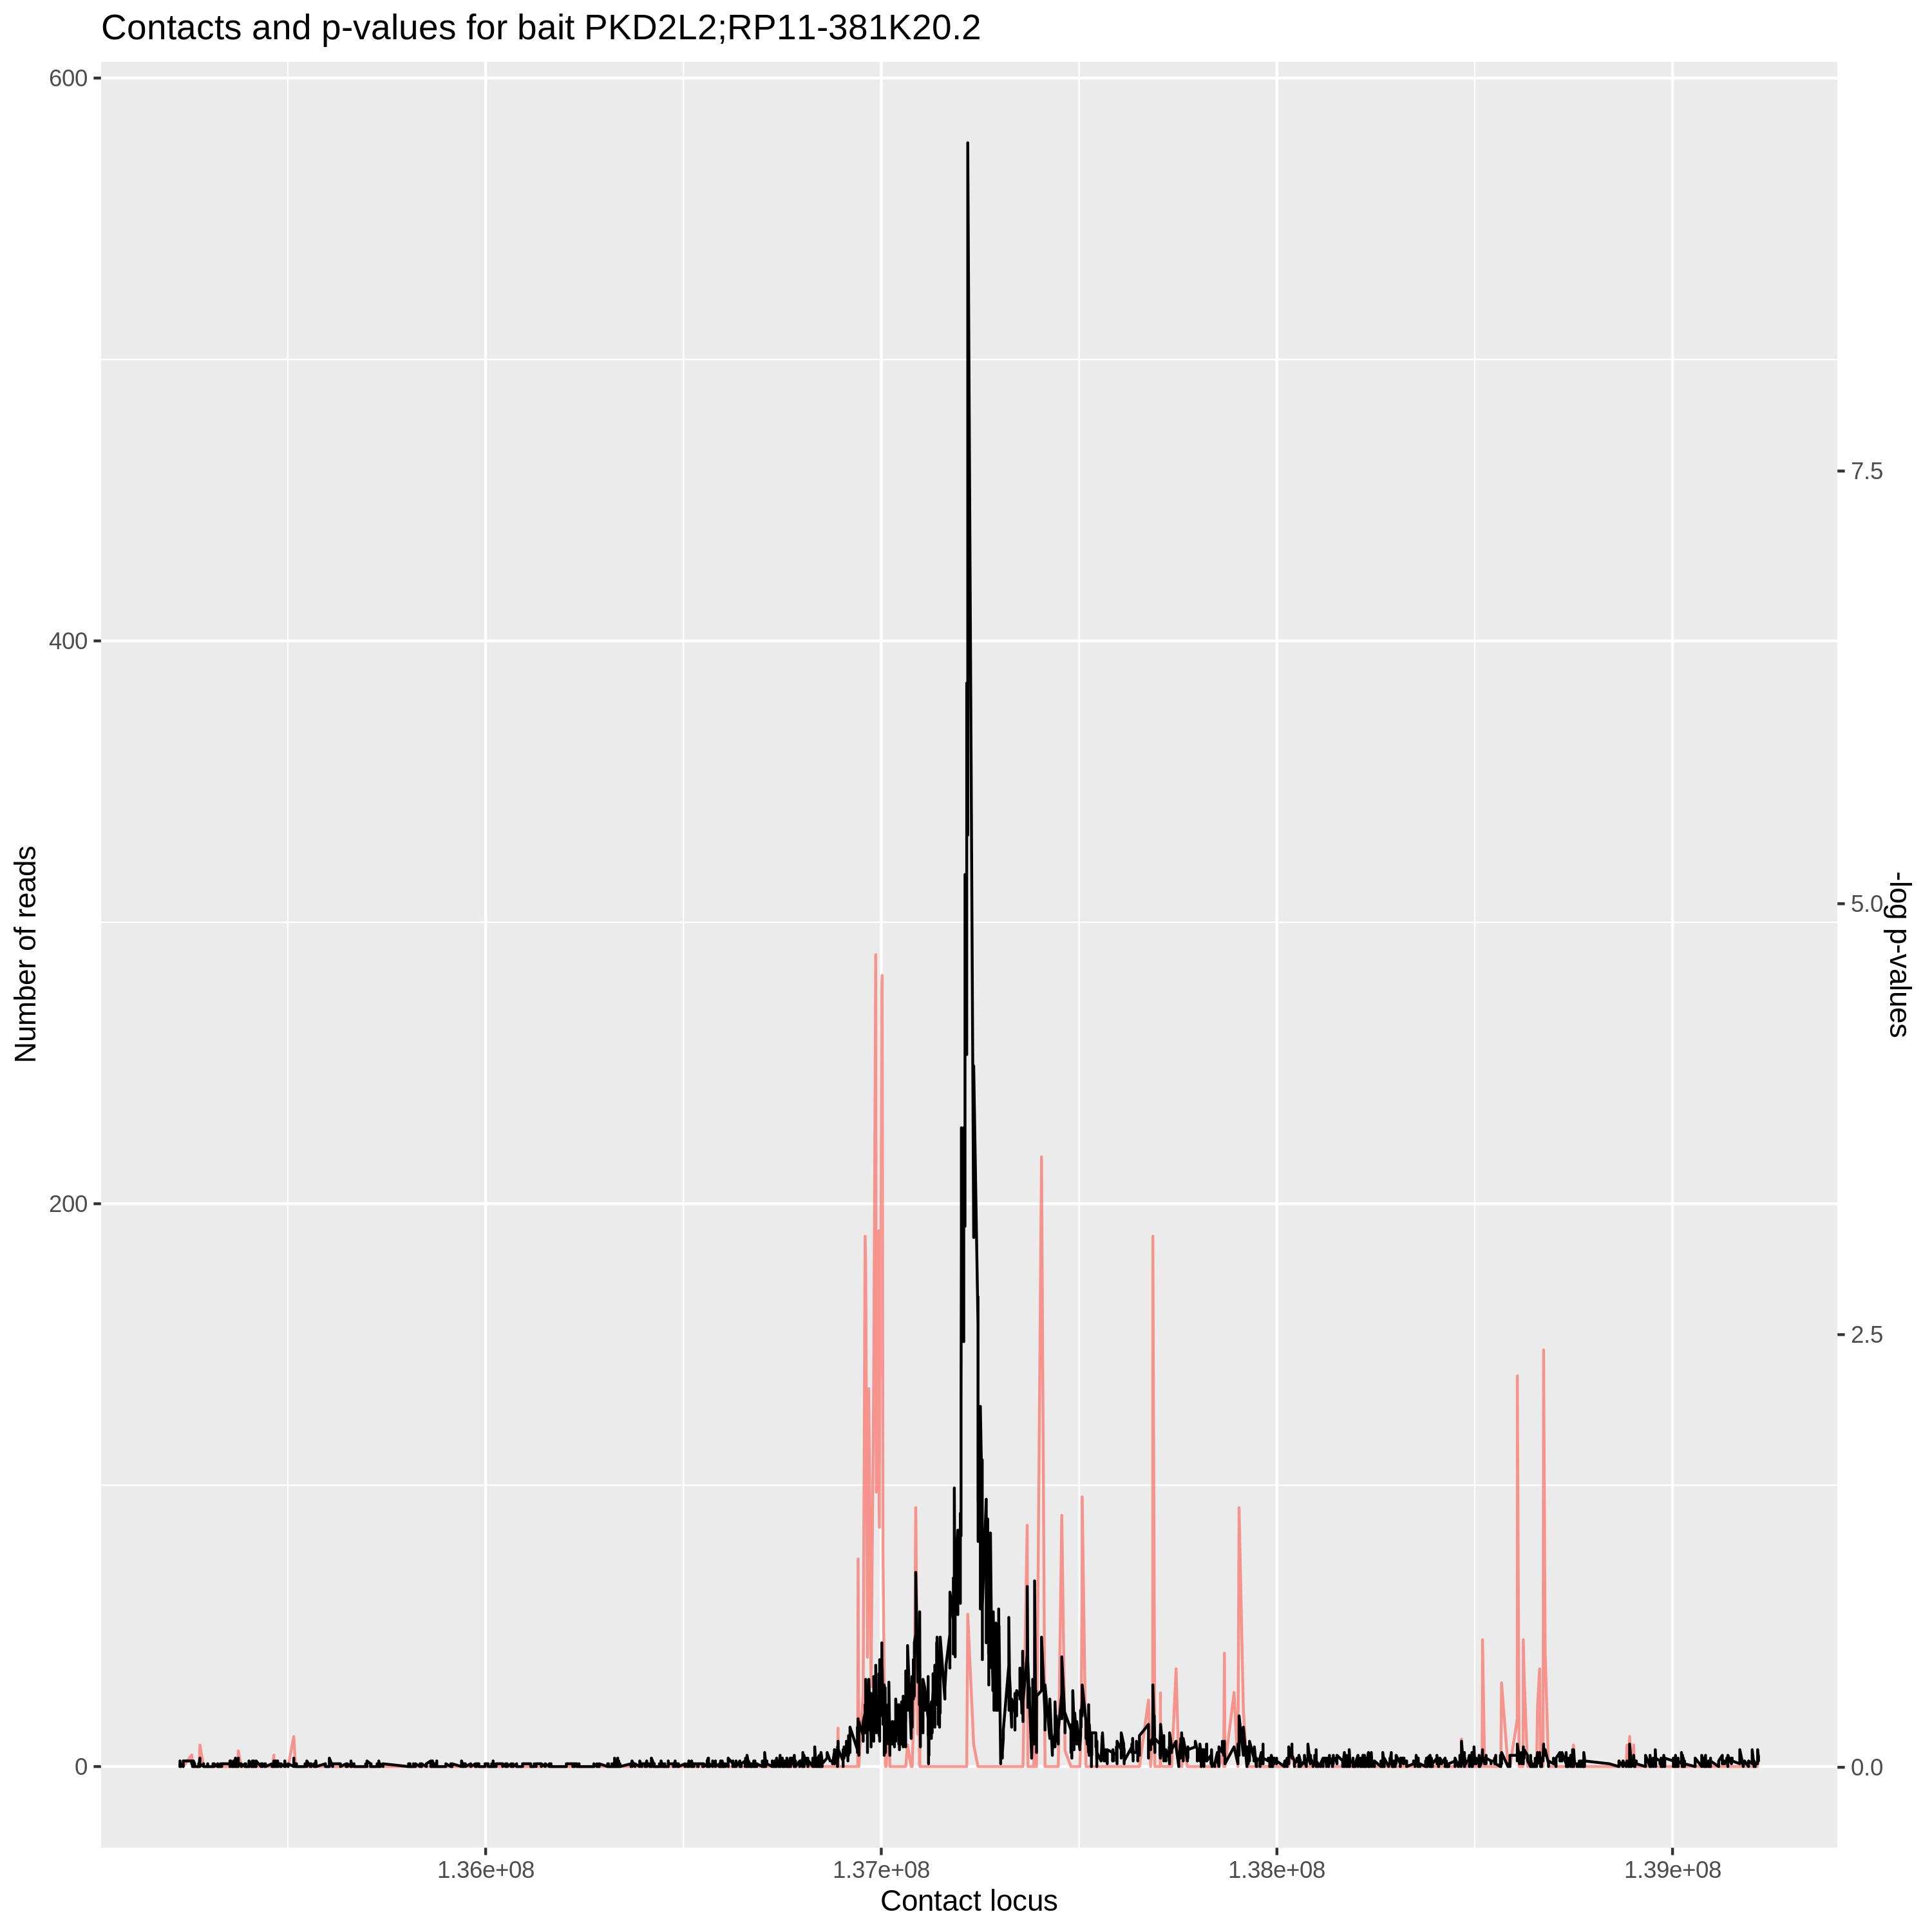 Contacts and p-values for bait PKD2L2;RP11-381K20.2
600
400
200
0
Number of reads
7.5
5.0
2.5
0.0
-log p-values
1.36e+08
1.37e+08
1.38e+08
1.39e+08
Contact locus